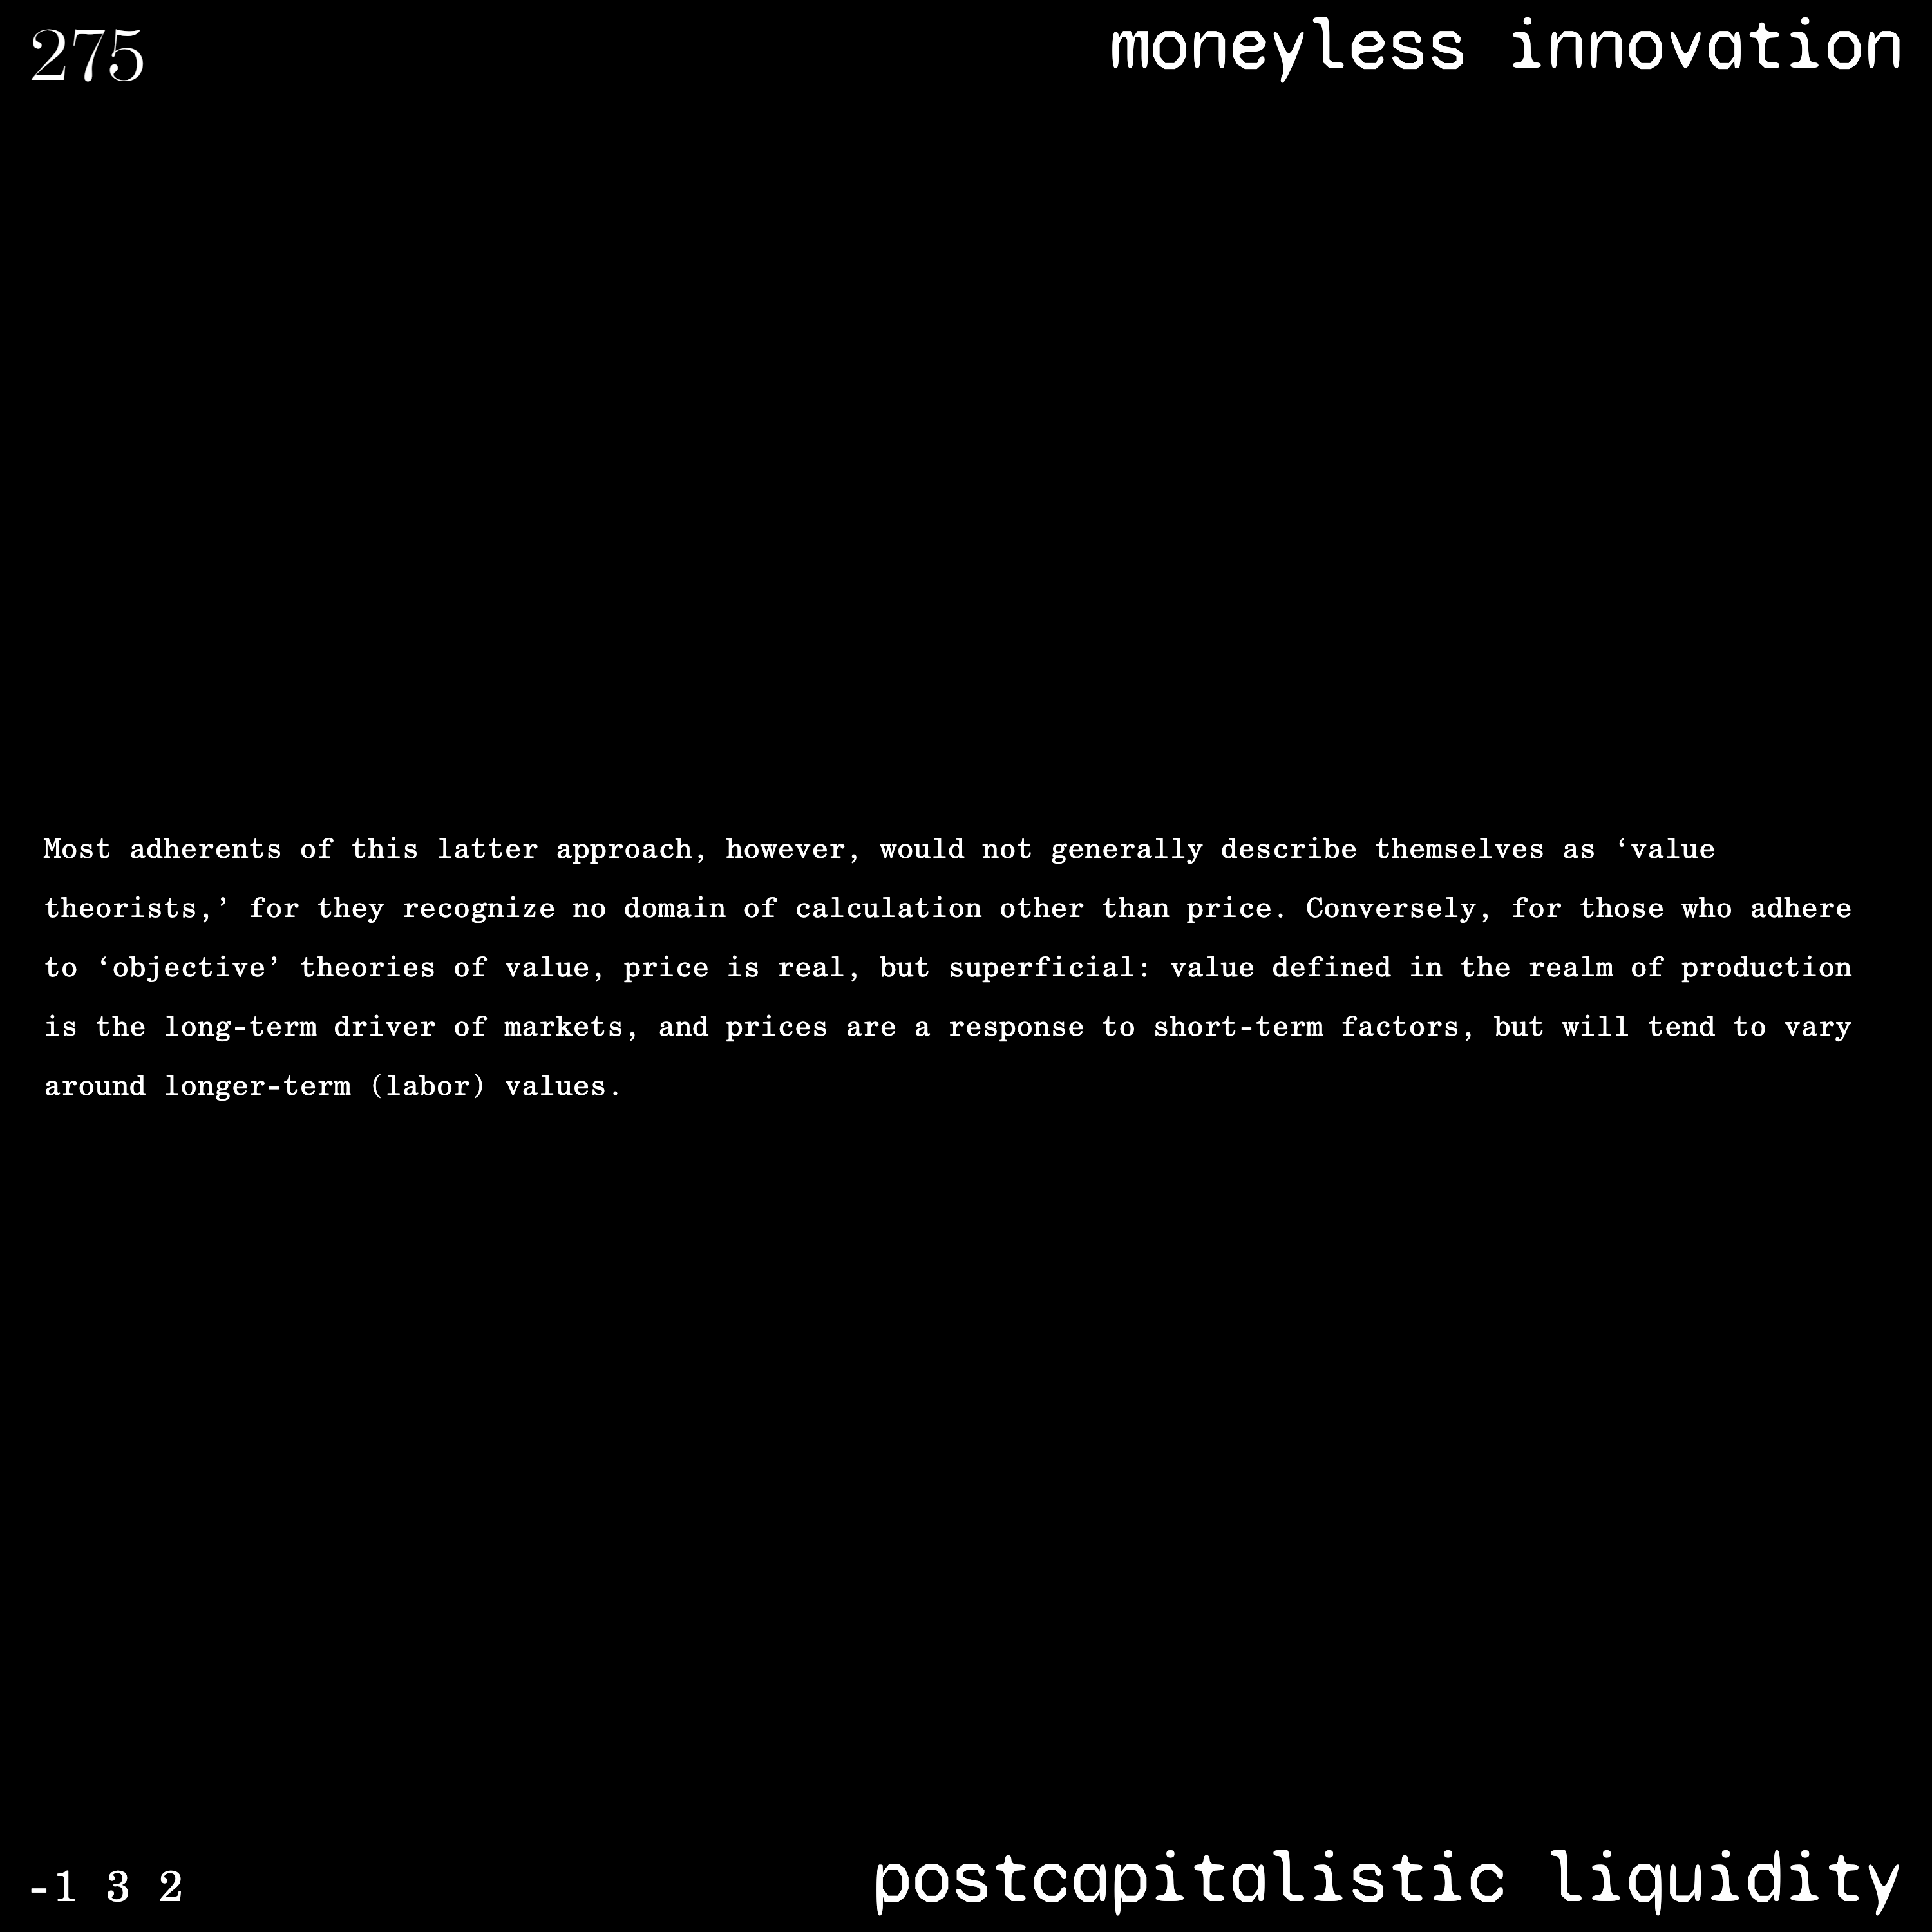 275
moneyless innovation
Most adherents of this latter approach, however, would not generally describe themselves as ‘value
theorists,’ for they recognize no domain of calculation other than price. Conversely, for those who adhere
to ‘objective’ theories of value, price is real, but superficial: value defined in the realm of production
is the long-term driver of markets, and prices are a response to short-term factors, but will tend to vary
around longer-term (labor) values.
-1 3 2
postcapitalistic liquidity